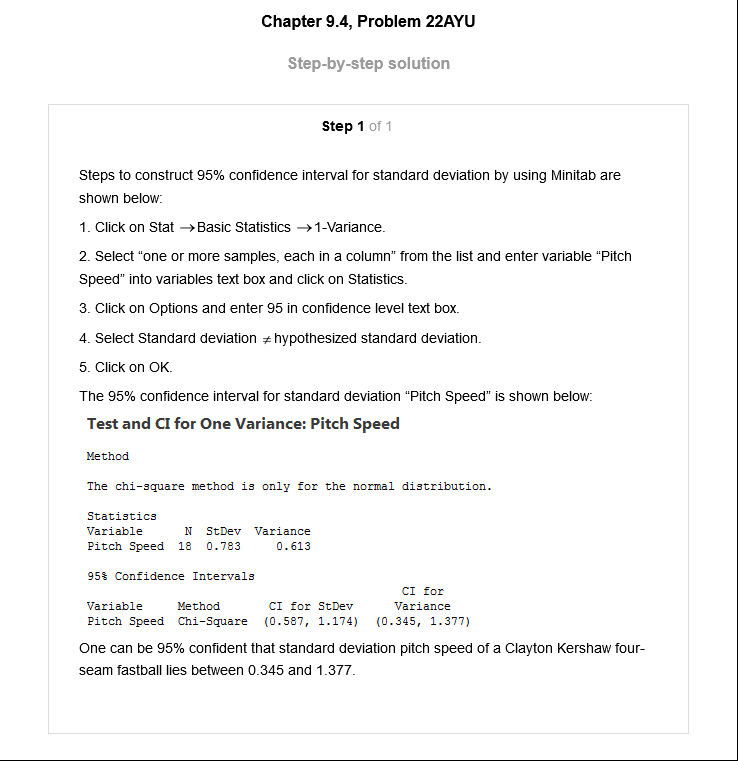 Chapter 9.4, Problem 22AYU
Step-by-step solution
Step 1 of 1
Steps to construct 95% confidence interval for standard deviation by using Minitab are
shown below:
1. Click on Stat →Basic Statistics →1-Variance.
2. Select “one or more samples, each in a column” from the list and enter variable “Pitch
Speed” into variables text box and click on Statistics.
3. Click on Options and enter 95 in confidence level text box.
4. Select Standard deviation ≠ hypothesized standard deviation.
5. Click on OK.
The 95% confidence interval for standard deviation “Pitch Speed” is shown below:
Test and CI for One Variance: Pitch Speed
Method
The chi-square method is only for the normal distribution.
Statistics
Variable N StDev Variance
Pitch Speed 18 0.783 0.613
95% Confidence Intervals
CI for
Variable Method CI for StDev Variance
Pitch Speed Chi-Square (0.587, 1.174) (0.345, 1.377)
One can be 95% confident that standard deviation pitch speed of a Clayton Kershaw four-
seam fastball lies between 0.345 and 1.377.